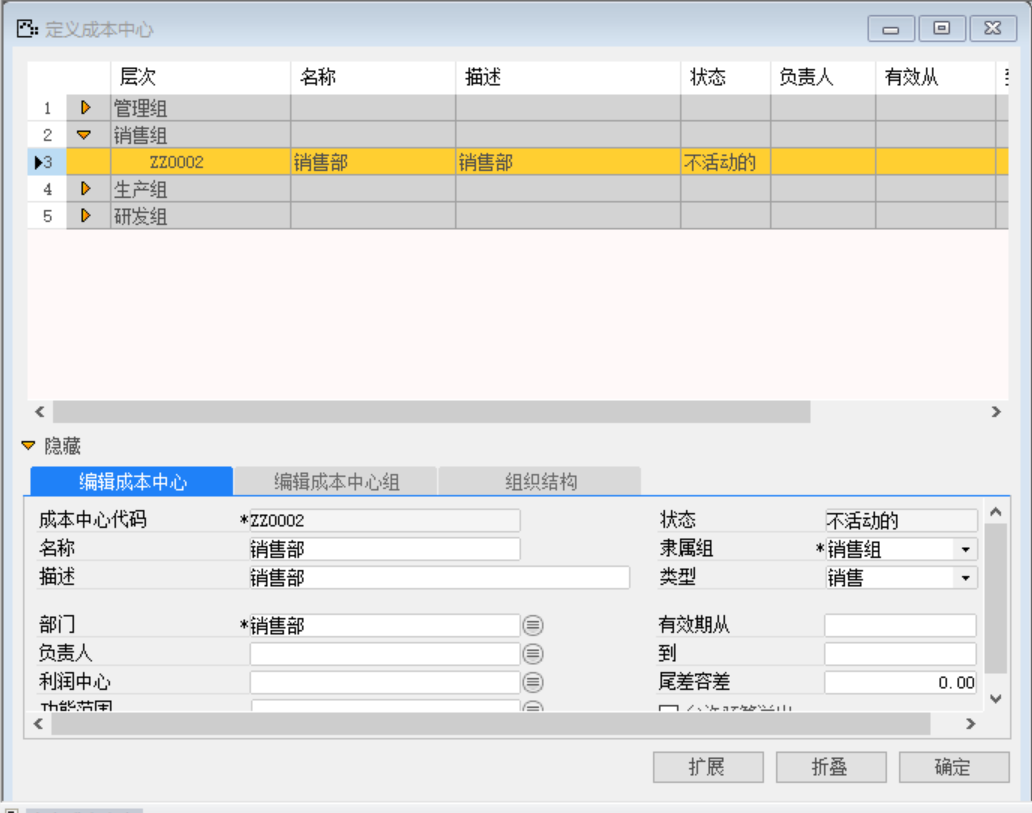 定义成本中心
层次 名称 描述 状态 负责人 有效从
1 管理组
2 销售组
3 ZZ0002 销售部 销售部 不活动的
4 生产组
5 研发组
隐藏
编辑成本中心 编辑成本中心组 组织结构
成本中心代码 *ZZ0002 状态 不活动的
名称 销售部 隶属组 *销售组
描述 销售部 类型 销售
部门 *销售部 有效期从
负责人 到
利润中心 尾差容差 0.00
功能范围
扩展 折叠 确定